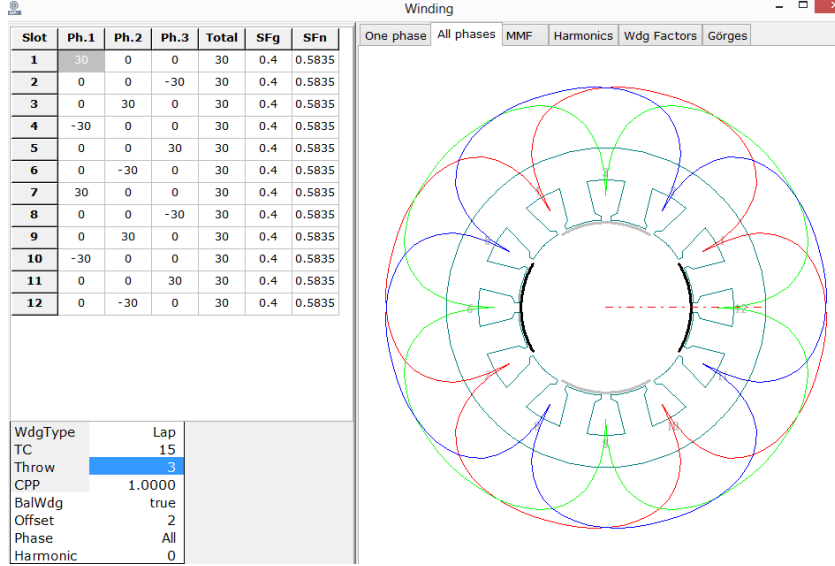 Winding
Slot Ph.1 Ph.2 Ph.3 Total SFg SFn
1 30 0 0 30 0.4 0.5835
2 0 0 -30 30 0.4 0.5835
3 0 30 0 30 0.4 0.5835
4 -30 0 0 30 0.4 0.5835
5 0 0 30 30 0.4 0.5835
6 0 -30 0 30 0.4 0.5835
7 30 0 0 30 0.4 0.5835
8 0 0 -30 30 0.4 0.5835
9 0 30 0 30 0.4 0.5835
10 -30 0 0 30 0.4 0.5835
11 0 0 30 30 0.4 0.5835
12 0 -30 0 30 0.4 0.5835
WdgType Lap
TC 15
Throw 3
CPP 1.0000
BalWdg true
Offset 2
Phase All
Harmonic 0
One phase All phases MMF Harmonics Wdg Factors Görges
12
10